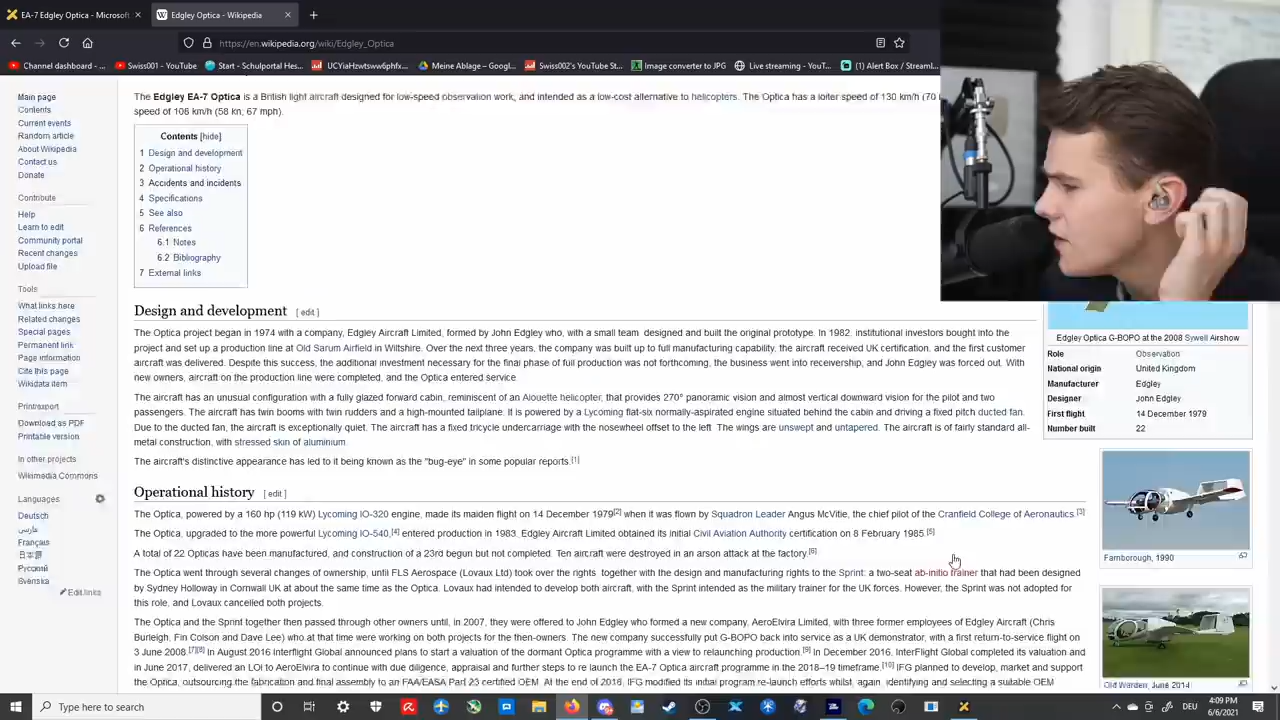 EA-7 Edgley Optica - Microsoft
Edgley Optica - Wikipedia
https://en.wikipedia.org/wiki/Edgley_Optica
Channel dashboard - ...
Swiss001 - YouTube
Start - Schulportal Hes...
Meine Ablage - Googl...
Swiss002's YouTube St...
Image converter to JPG
Live streaming - YouTu...
(1) Alert Box / Streaml...
Main page
Contents
Current events
Random article
About Wikipedia
Contact us
Donate
Contribute
Help
Learn to edit
Community portal
Recent changes
Upload file
Tools
What links here
Related changes
Special pages
Permanent link
Page information
Cite this page
Wikidata item
Print/export
Download as PDF
Printable version
In other projects
Wikimedia Commons
Languages
Deutsch
فارسی
Français
日本語
Русский
Svenska
Edit links
The Edgley EA-7 Optica is a British light aircraft designed for low-speed observation work, and intended as a low-cost alternative to helicopters. The Optica has a loiter speed of 130 km/h (70
speed of 108 km/h (58 kn, 67 mph).
Contents [hide]
1 Design and development
2 Operational history
3 Accidents and incidents
4 Specifications
5 See also
6 References
6.1 Notes
6.2 Bibliography
7 External links
Design and development [ edit ]
The Optica project began in 1974 with a company, Edgley Aircraft Limited, formed by John Edgley who, with a small team designed and built the original prototype. In 1982, institutional investors bought into the
project and set up a production line at Old Sarum Airfield in Wiltshire. Over the next three years, the company was built up to full manufacturing capability, the aircraft received UK certification, and the first customer
aircraft was delivered. Despite this success, the additional investment necessary for the final phase of full production was not forthcoming, the business went into receivership, and John Edgley was forced out. With
new owners, aircraft on the production line were completed, and the Optica entered service.
The aircraft has an unusual configuration with a fully glazed forward cabin, reminiscent of an Alouette helicopter, that provides 270° panoramic vision and almost vertical downward vision for the pilot and two
passengers. The aircraft has twin booms with twin rudders and a high-mounted tailplane. It is powered by a Lycoming flat-six normally-aspirated engine situated behind the cabin and driving a fixed pitch ducted fan.
Due to the ducted fan, the aircraft is exceptionally quiet. The aircraft has a fixed tricycle undercarriage with the nosewheel offset to the left. The wings are unswept and untapered. The aircraft is of fairly standard all-
metal construction, with stressed skin of aluminium.
The aircraft's distinctive appearance has led to it being known as the "bug-eye" in some popular reports.[1]
Edgley Optica G-BOPO at the 2008 Sywell Airshow
Role Observation
National origin United Kingdom
Manufacturer Edgley
Designer John Edgley
First flight 14 December 1979
Number built 22
Operational history [ edit ]
The Optica, powered by a 160 hp (119 kW) Lycoming IO-320 engine, made its maiden flight on 14 December 1979[2] when it was flown by Squadron Leader Angus McVitie, the chief pilot of the Cranfield College of Aeronautics.[3]
The Optica, upgraded to the more powerful Lycoming IO-540,[4] entered production in 1983. Edgley Aircraft Limited obtained its initial Civil Aviation Authority certification on 8 February 1985.[5]
A total of 22 Opticas have been manufactured, and construction of a 23rd begun but not completed. Ten aircraft were destroyed in an arson attack at the factory.[6]
The Optica went through several changes of ownership, until FLS Aerospace (Lovaux Ltd) took over the rights together with the design and manufacturing rights to the Sprint: a two-seat ab-initio trainer that had been designed
by Sydney Holloway in Cornwall UK at about the same time as the Optica. Lovaux had intended to develop both aircraft, with the Sprint intended as the military trainer for the UK forces. However, the Sprint was not adopted for
this role, and Lovaux cancelled both projects.
The Optica and the Sprint together then passed through other owners until, in 2007, they were offered to John Edgley who formed a new company, AeroElvira Limited, with three former employees of Edgley Aircraft (Chris
Burleigh, Fin Colson and Dave Lee) who at that time were working on both projects for the then-owners. The new company successfully put G-BOPO back into service as a UK demonstrator, with a first return-to-service flight on
3 June 2008.[7][8] In August 2016 Interflight Global announced plans to start a valuation of the dormant Optica programme with a view to relaunching production.[9] In December 2016, InterFlight Global completed its valuation and
in June 2017, delivered an LOI to AeroElvira to continue with due diligence, appraisal and further steps to re launch the EA-7 Optica aircraft programme in the 2018–19 timeframe.[10] IFG planned to develop, market and support
the Optica, outsourcing the fabrication and final assembly to an FAA/EASA Part 23 certified OEM. At the end of 2018, IFG modified its initial program re-launch efforts whilst, again, identifying and selecting a suitable OEM
Farnborough, 1990
Old Warden, June 2014
Type here to search
DEU
4:09 PM
6/6/2021